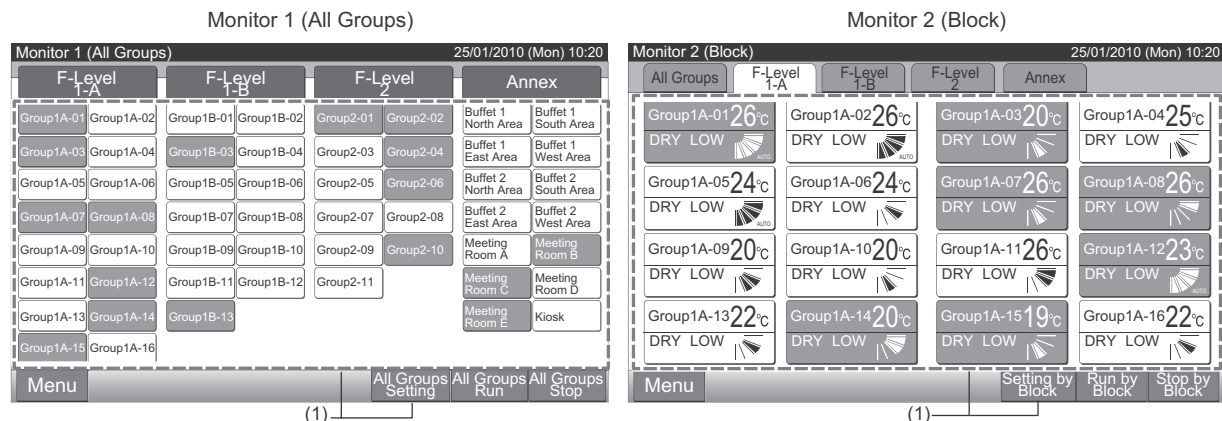 Monitor 1 (All Groups)
Monitor 1 (All Groups) 25/01/2010 (Mon) 10:20
F-Level 1-A
F-Level 1-B
F-Level 2
Annex
Group1A-01 Group1A-02 Group1B-01 Group1B-02 Group2-01 Group2-02 Buffet 1 North Area Buffet 1 South Area
Group1A-03 Group1A-04 Group1B-03 Group1B-04 Group2-03 Group2-04 Buffet 1 East Area Buffet 1 West Area
Group1A-05 Group1A-06 Group1B-05 Group1B-06 Group2-05 Group2-06 Buffet 2 North Area Buffet 2 South Area
Group1A-07 Group1A-08 Group1B-07 Group1B-08 Group2-07 Group2-08 Buffet 2 East Area Buffet 2 West Area
Group1A-09 Group1A-10 Group1B-09 Group1B-10 Group2-09 Group2-10 Meeting Room A Meeting Room B
Group1A-11 Group1A-12 Group1B-11 Group1B-12 Group2-11 Meeting Room C Meeting Room D
Group1A-13 Group1A-14 Group1B-13 Meeting Room E Kiosk
Group1A-15 Group1A-16
Menu
All Groups Setting
All Groups Run
All Groups Stop
(1)
Monitor 2 (Block)
Monitor 2 (Block) 25/01/2010 (Mon) 10:20
All Groups
F-Level 1-A
F-Level 1-B
F-Level 2
Annex
Group1A-01 26°C Group1A-02 26°C Group1A-03 20°C Group1A-04 25°C
DRY LOW AUTO DRY LOW AUTO DRY LOW DRY LOW
Group1A-05 24°C Group1A-06 24°C Group1A-07 26°C Group1A-08 26°C
DRY LOW AUTO DRY LOW DRY LOW DRY LOW
Group1A-09 20°C Group1A-10 20°C Group1A-11 26°C Group1A-12 23°C
DRY LOW DRY LOW DRY LOW DRY LOW AUTO
Group1A-13 22°C Group1A-14 20°C Group1A-15 19°C Group1A-16 22°C
DRY LOW DRY LOW DRY LOW DRY LOW
Menu
Setting by Block
Run by Block
Stop by Block
(1)